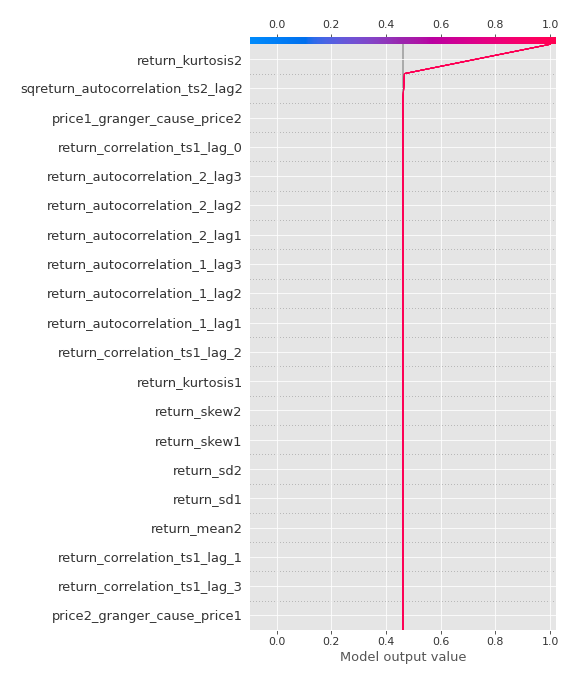 0.0 0.2 0.4 0.6 0.8 1.0
return_kurtosis2
sqreturn_autocorrelation_ts2_lag2
price1_granger_cause_price2
return_correlation_ts1_lag_0
return_autocorrelation_2_lag3
return_autocorrelation_2_lag2
return_autocorrelation_2_lag1
return_autocorrelation_1_lag3
return_autocorrelation_1_lag2
return_autocorrelation_1_lag1
return_correlation_ts1_lag_2
return_kurtosis1
return_skew2
return_skew1
return_sd2
return_sd1
return_mean2
return_correlation_ts1_lag_1
return_correlation_ts1_lag_3
price2_granger_cause_price1
0.0 0.2 0.4 0.6 0.8 1.0
Model output value